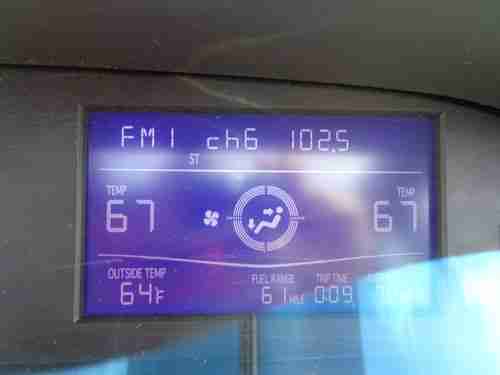 FM1 ch6 102.5
ST
TEMP TEMP
67 67
OUTSIDE TEMP FUEL RANGE TRIP TIME
64°F 61 MILE 0:09